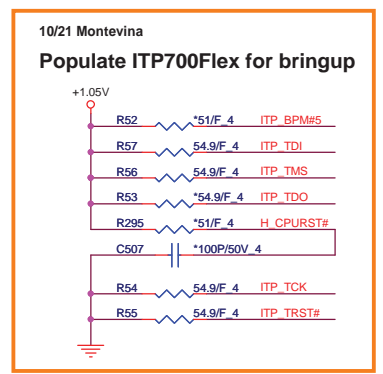 10/21 Montevina
Populate ITP700Flex for bringup
+1.05V
R52 *51/F_4 ITP_BPM#5
R57 54.9/F_4 ITP_TDI
R56 54.9/F_4 ITP_TMS
R53 *54.9/F_4 ITP_TDO
R295 *51/F_4 H_CPURST#
C507 *100P/50V_4
R54 54.9/F_4 ITP_TCK
R55 54.9/F_4 ITP_TRST#